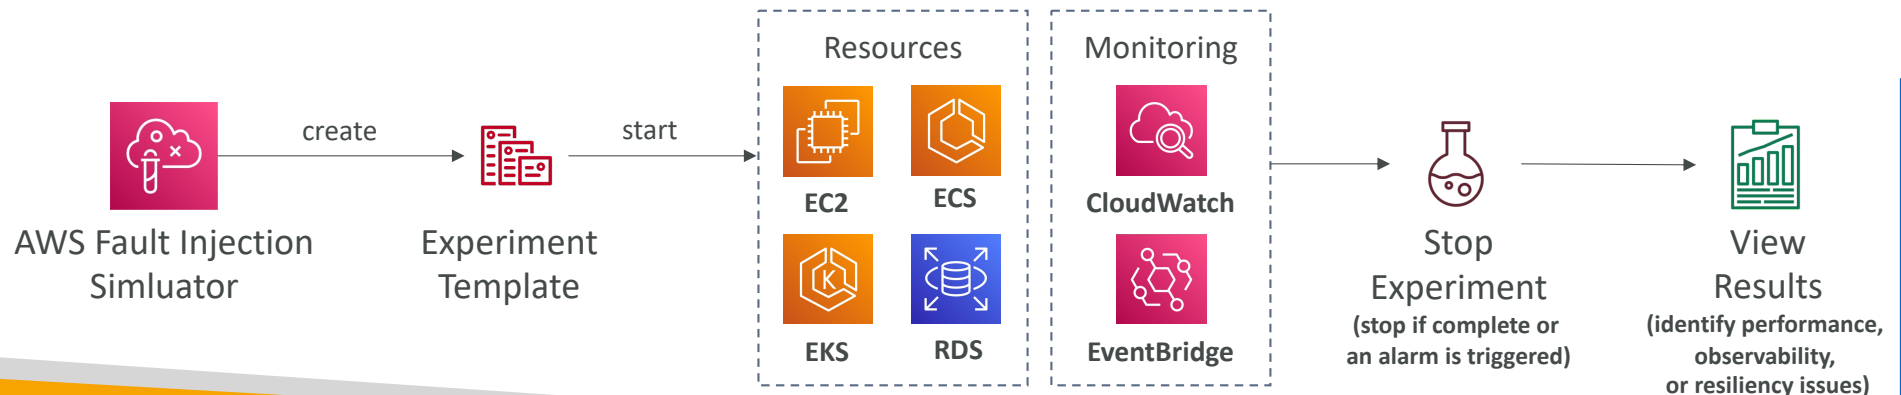 AWS Fault Injection
Simluator
create
Experiment
Template
start
Resources
EC2
ECS
EKS
K
RDS
Monitoring
CloudWatch
EventBridge
Stop
Experiment
(stop if complete or
an alarm is triggered)
View
Results
(identify performance,
observability,
or resiliency issues)